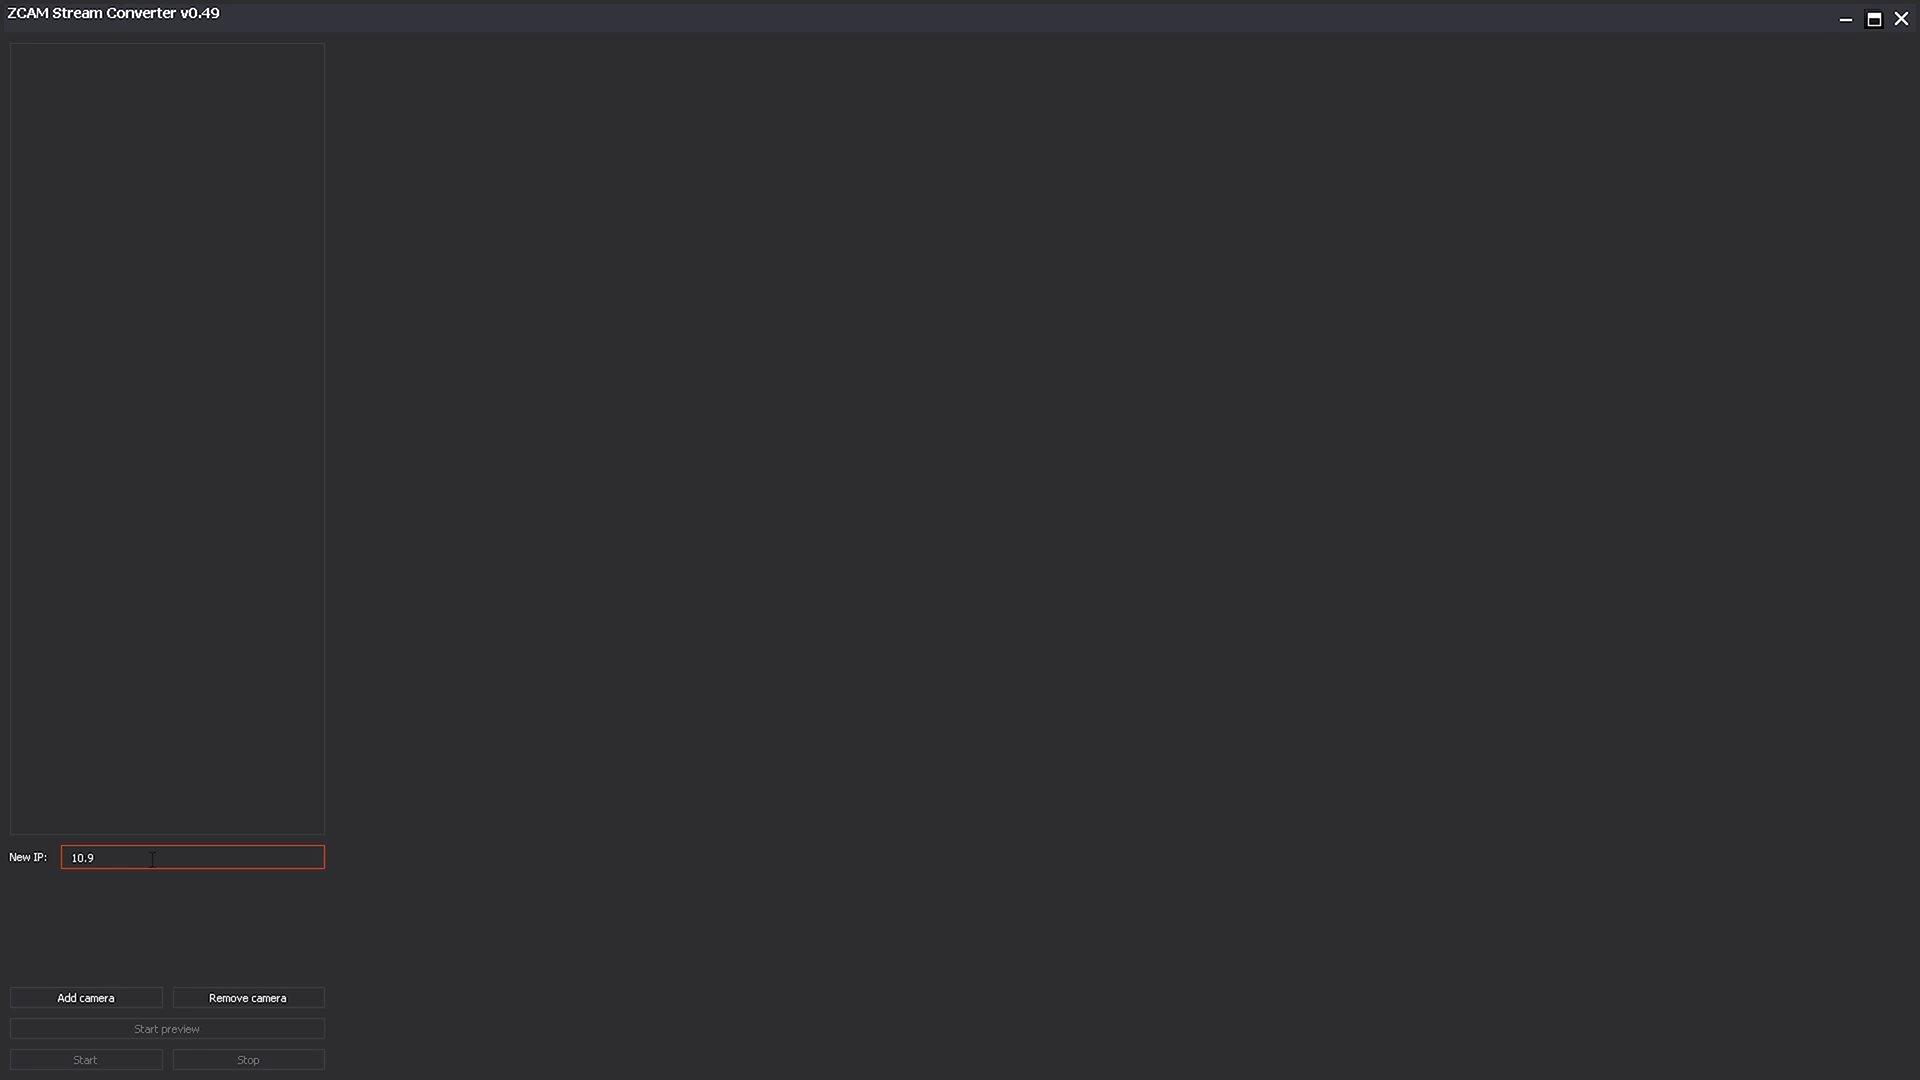 ZCAM Stream Converter v0.49
New IP: 10.9
Add camera Remove camera
Start preview
Start Stop